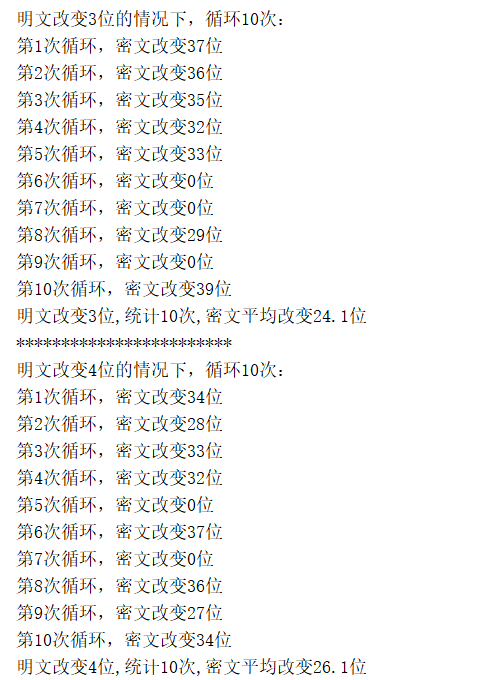 明文改变3位的情况下，循环10次：
第1次循环，密文改变37位
第2次循环，密文改变36位
第3次循环，密文改变35位
第4次循环，密文改变32位
第5次循环，密文改变33位
第6次循环，密文改变0位
第7次循环，密文改变0位
第8次循环，密文改变29位
第9次循环，密文改变0位
第10次循环，密文改变39位
明文改变3位,统计10次,密文平均改变24.1位
************************
明文改变4位的情况下，循环10次：
第1次循环，密文改变34位
第2次循环，密文改变28位
第3次循环，密文改变33位
第4次循环，密文改变32位
第5次循环，密文改变0位
第6次循环，密文改变37位
第7次循环，密文改变0位
第8次循环，密文改变36位
第9次循环，密文改变27位
第10次循环，密文改变34位
明文改变4位,统计10次,密文平均改变26.1位